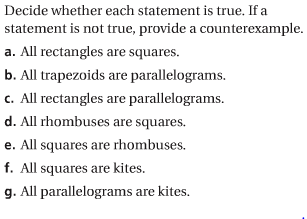 Decide whether each statement is true. If a
statement is not true, provide a counterexample.
a. All rectangles are squares.
b. All trapezoids are parallelograms.
c. All rectangles are parallelograms.
d. All rhombuses are squares.
e. All squares are rhombuses.
f. All squares are kites.
g. All parallelograms are kites.